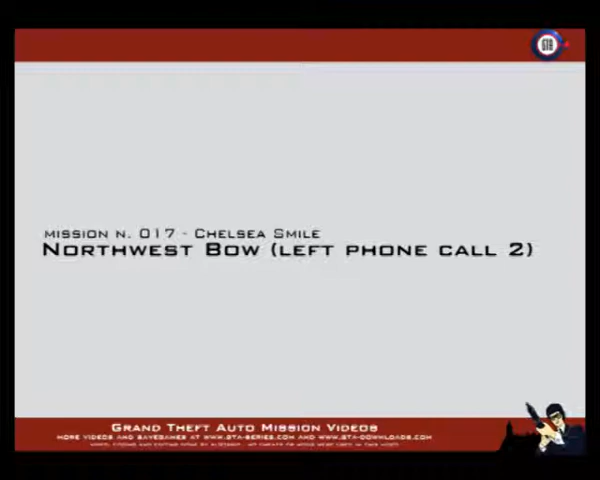 GTA
MISSION N. 017 - CHELSEA SMILE
NORTHWEST BOW (LEFT PHONE CALL 2)
GRAND THEFT AUTO MISSION VIDEOS
MORE VIDEOS AND SAVEGAMES AT WWW.GTA-SERIES.COM AND WWW.GTA-DOWNLOADS.COM